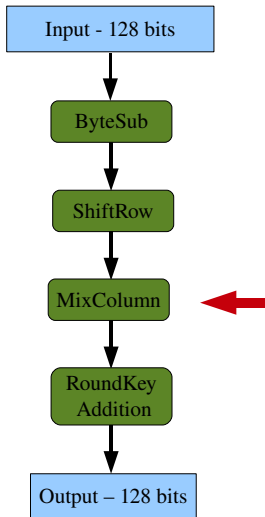 Input - 128 bits
ByteSub
ShiftRow
MixColumn
RoundKey
Addition
Output – 128 bits